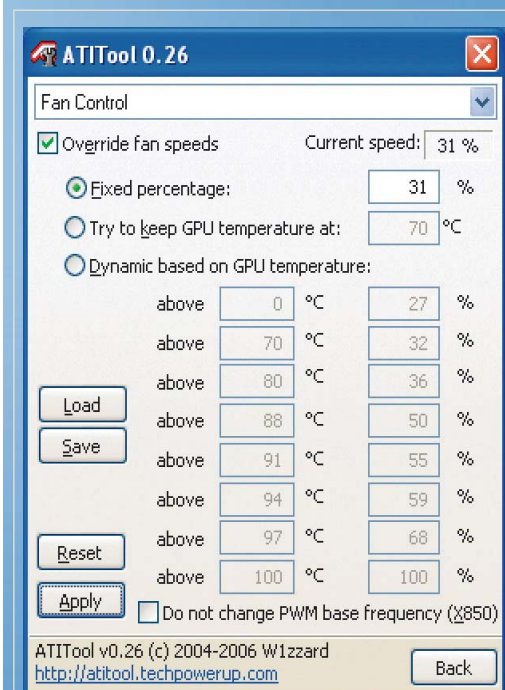 ATITool 0.26
Fan Control
Override fan speeds Current speed: 31 %
Fixed percentage: 31 %
Try to keep GPU temperature at: 70 °C
Dynamic based on GPU temperature:
above 0 °C 27 %
above 70 °C 32 %
above 80 °C 36 %
above 88 °C 50 %
above 91 °C 55 %
above 94 °C 59 %
above 97 °C 68 %
above 100 °C 100 %
Load
Save
Reset
Apply
Do not change PWM base frequency (X850)
ATITool v0.26 (c) 2004-2006 W1zzard
http://atitool.techpowerup.com
Back